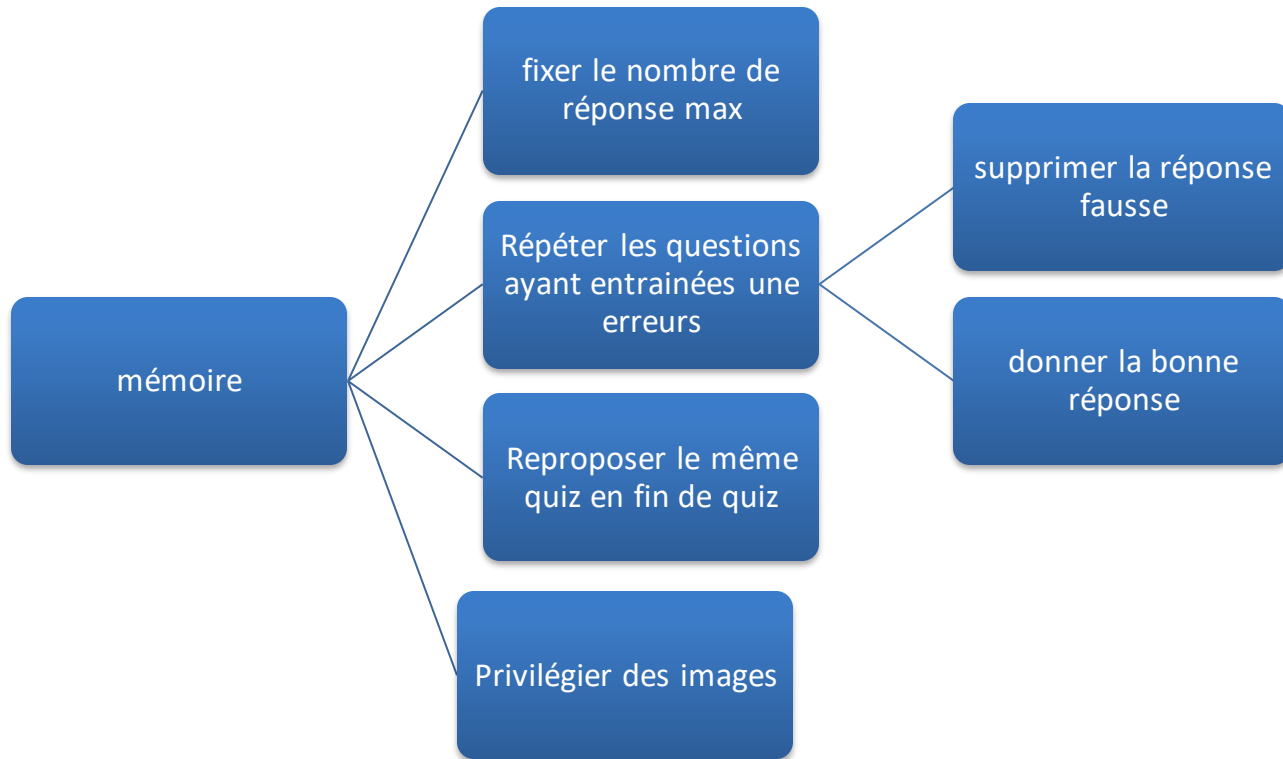 mémoire
fixer le nombre de
réponse max
Répéter les questions
ayant entrainées une
erreurs
Reproposer le même
quiz en fin de quiz
Privilégier des images
supprimer la réponse
fausse
donner la bonne
réponse